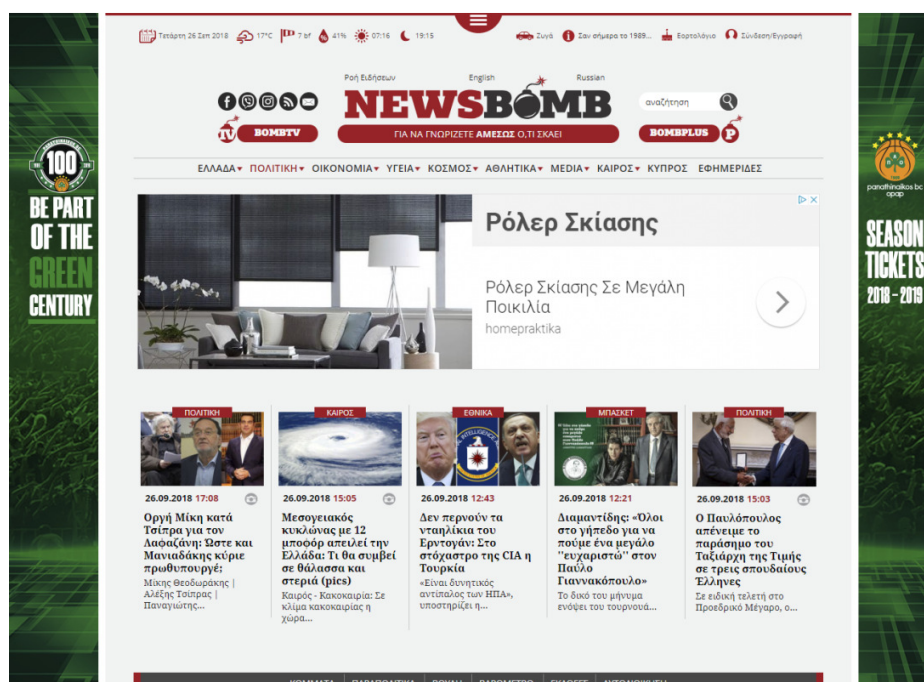 Τετάρτη 26 Σεπ 2018 17°C 7 bf 41% 07:16 19:15 Ζυγά Σαν σήμερα το 1989... Εορτολόγιο Σύνδεση/Εγγραφή
Ροή Ειδήσεων English Russian
NEWSBOMB
αναζήτηση
TV BOMBTV
ΓΙΑ ΝΑ ΓΝΩΡΙΖΕΤΕ ΑΜΕΣΩΣ Ο,ΤΙ ΣΚΑΕΙ
BOMBPLUS P
ΕΛΛΑΔΑ ΠΟΛΙΤΙΚΗ ΟΙΚΟΝΟΜΙΑ ΥΓΕΙΑ ΚΟΣΜΟΣ ΑΘΛΗΤΙΚΑ MEDIA ΚΑΙΡΟΣ ΚΥΠΡΟΣ ΕΦΗΜΕΡΙΔΕΣ
100
BE PART
OF THE
GREEN
CENTURY
Ρόλερ Σκίασης
Ρόλερ Σκίασης Σε Μεγάλη
Ποικιλία
homepraktika
panathinaikos bc
opap
SEASON
TICKETS
2018 - 2019
ΠΟΛΙΤΙΚΗ
26.09.2018 17:08
Οργή Μίκη κατά
Τσίπρα για τον
Λαφαζάνη: Ώστε και
Μανιαδάκης κύριε
πρωθυπουργέ;
Μίκης Θεοδωράκης |
Αλέξης Τσίπρας |
Παναγιώτης...
ΚΑΙΡΟΣ
26.09.2018 15:05
Μεσογειακός
κυκλώνας με 12
μποφόρ απειλεί την
Ελλάδα: Τι θα συμβεί
σε θάλασσα και
στεριά (pics)
Καιρός - Κακοκαιρία: Σε
κλίμα κακοκαιρίας η
χώρα...
ΕΘΝΙΚΑ
26.09.2018 12:43
Δεν περνούν τα
νταηλίκια του
Ερντογάν: Στο
στόχαστρο της CIA η
Τουρκία
«Είναι δυνητικός
αντίπαλος των ΗΠΑ»,
υποστηρίζει η...
ΜΠΑΣΚΕΤ
26.09.2018 12:21
Διαμαντίδης: «Όλοι
στο γήπεδο για να
πούμε ένα μεγάλο
"ευχαριστώ" στον
Παύλο
Γιαννακόπουλο»
Το δικό του μήνυμα
ενόψει του τουρνουά...
ΠΟΛΙΤΙΚΗ
26.09.2018 15:03
Ο Παυλόπουλος
απένειμε το
παράσημο του
Ταξιάρχη της Τιμής
σε τρεις σπουδαίους
Έλληνες
Σε ειδική τελετή στο
Προεδρικό Μέγαρο, ο...